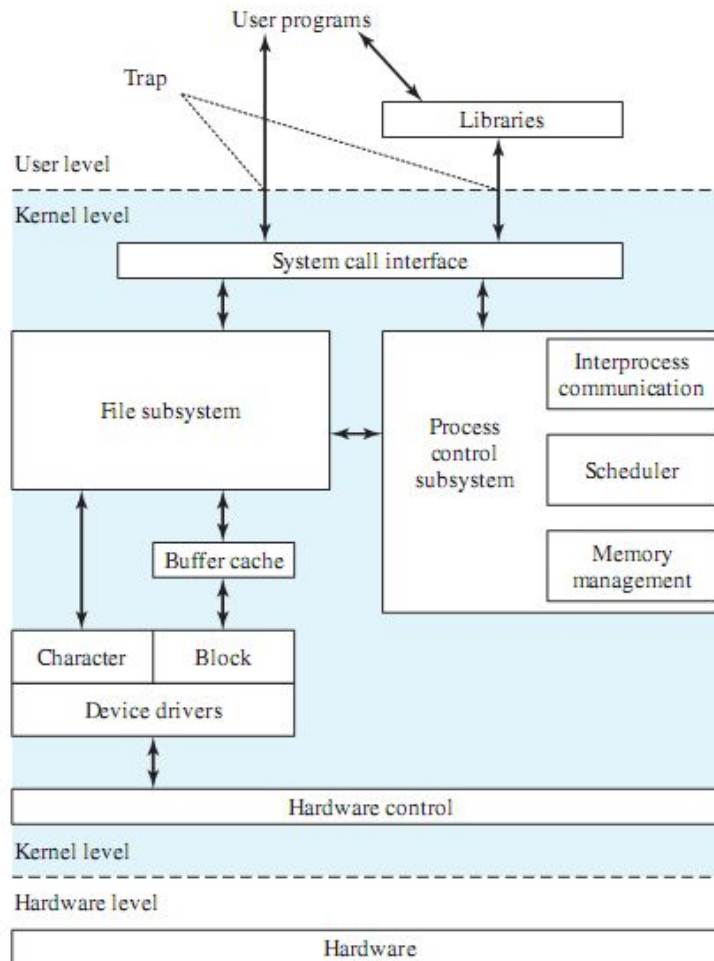 User programs
Trap
Libraries
User level
Kernel level
System call interface
File subsystem
Process
control
subsystem
Interprocess
communication
Scheduler
Memory
management
Buffer cache
Character
Block
Device drivers
Hardware control
Kernel level
Hardware level
Hardware